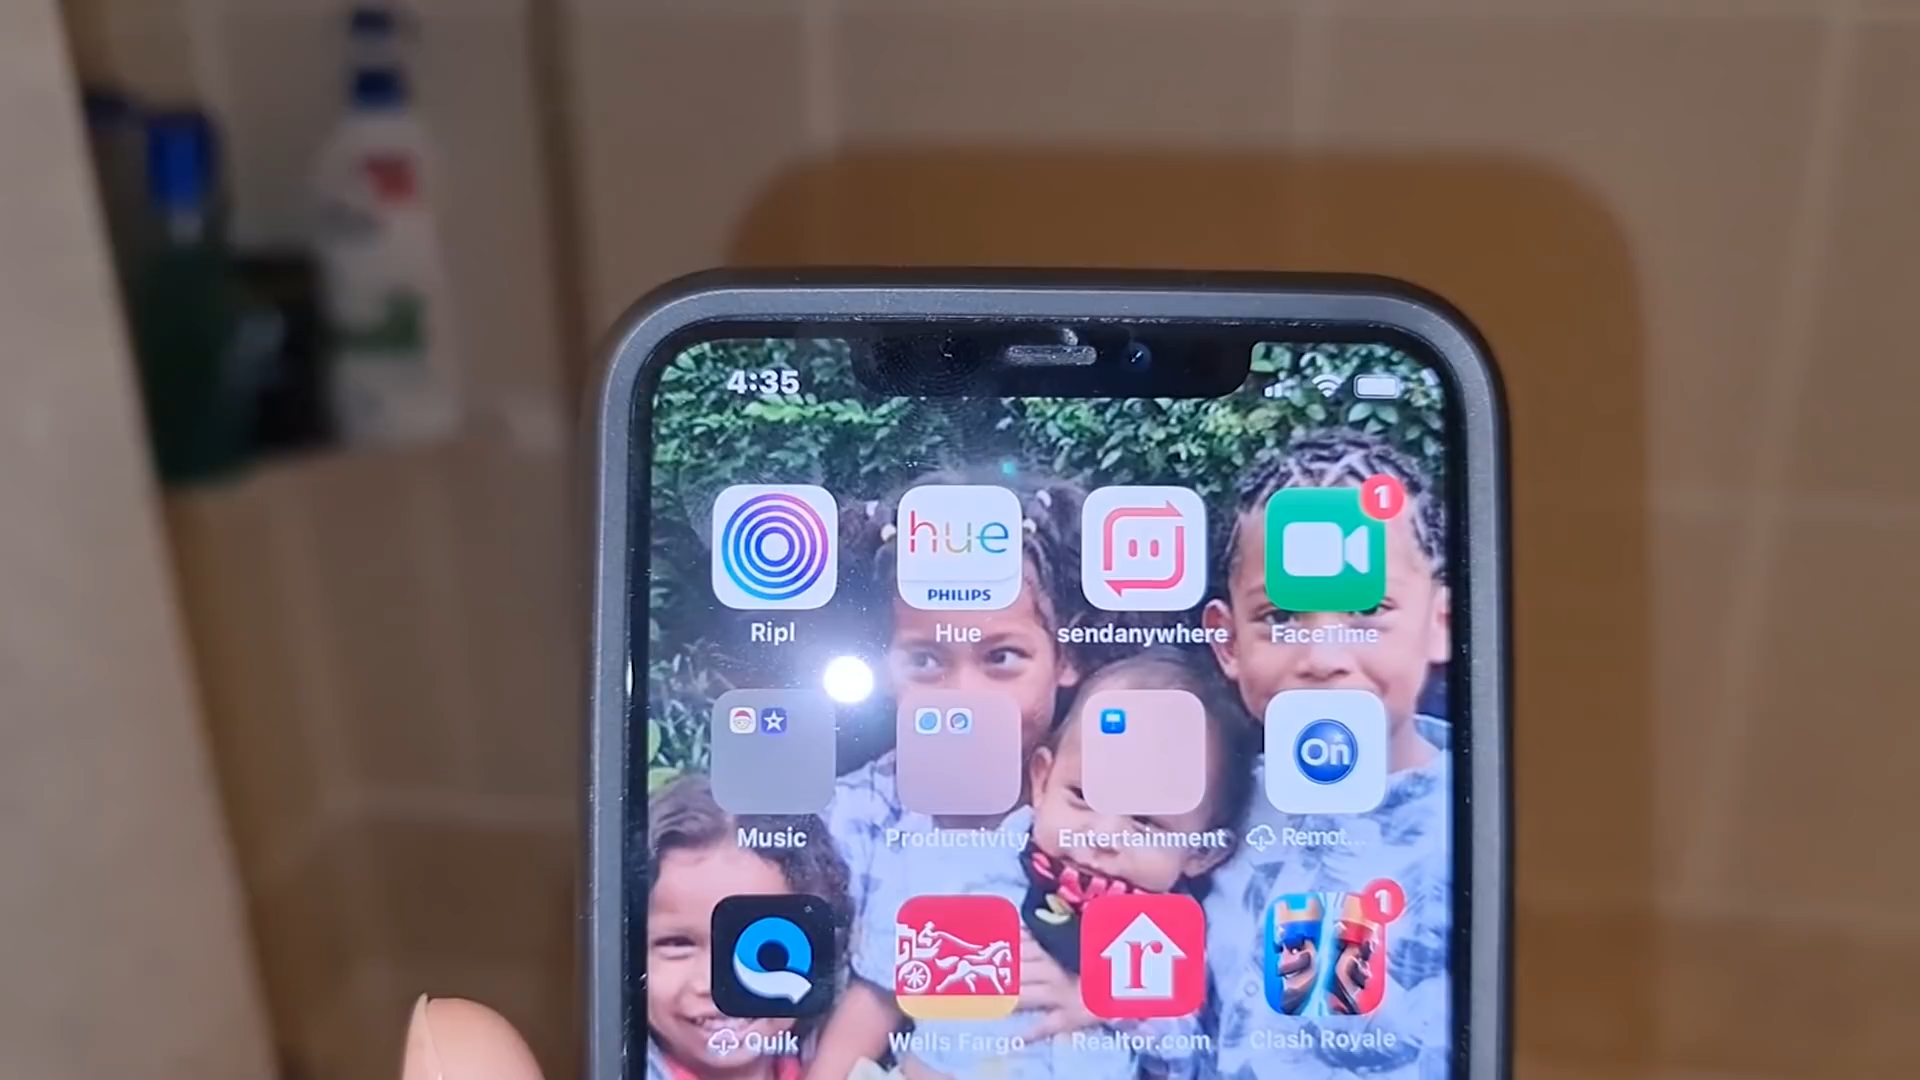 4:35
hue
PHILIPS
1
Ripl
Hue
sendanywhere
FaceTime
On
Music
Productivity
Entertainment
Remot...
r
1
Quik
Wells Fargo
Realtor.com
Clash Royale